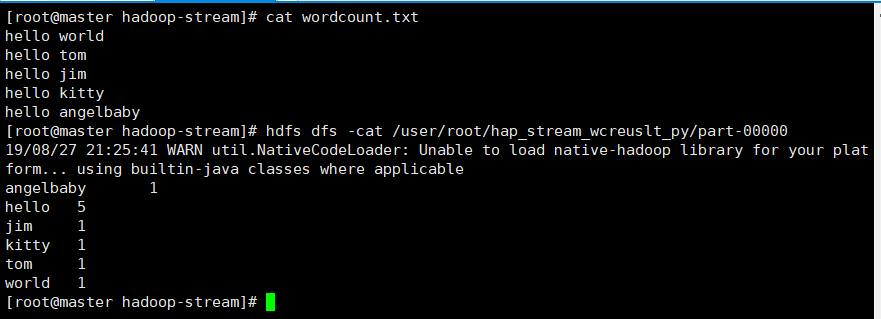 [root@master hadoop-stream]# cat wordcount.txt
hello world
hello tom
hello jim
hello kitty
hello angelbaby
[root@master hadoop-stream]# hdfs dfs -cat /user/root/hap_stream_wcreuslt_py/part-00000
19/08/27 21:25:41 WARN util.NativeCodeLoader: Unable to load native-hadoop library for your plat
form... using builtin-java classes where applicable
angelbaby       1
hello   5
jim     1
kitty   1
tom     1
world   1
[root@master hadoop-stream]#